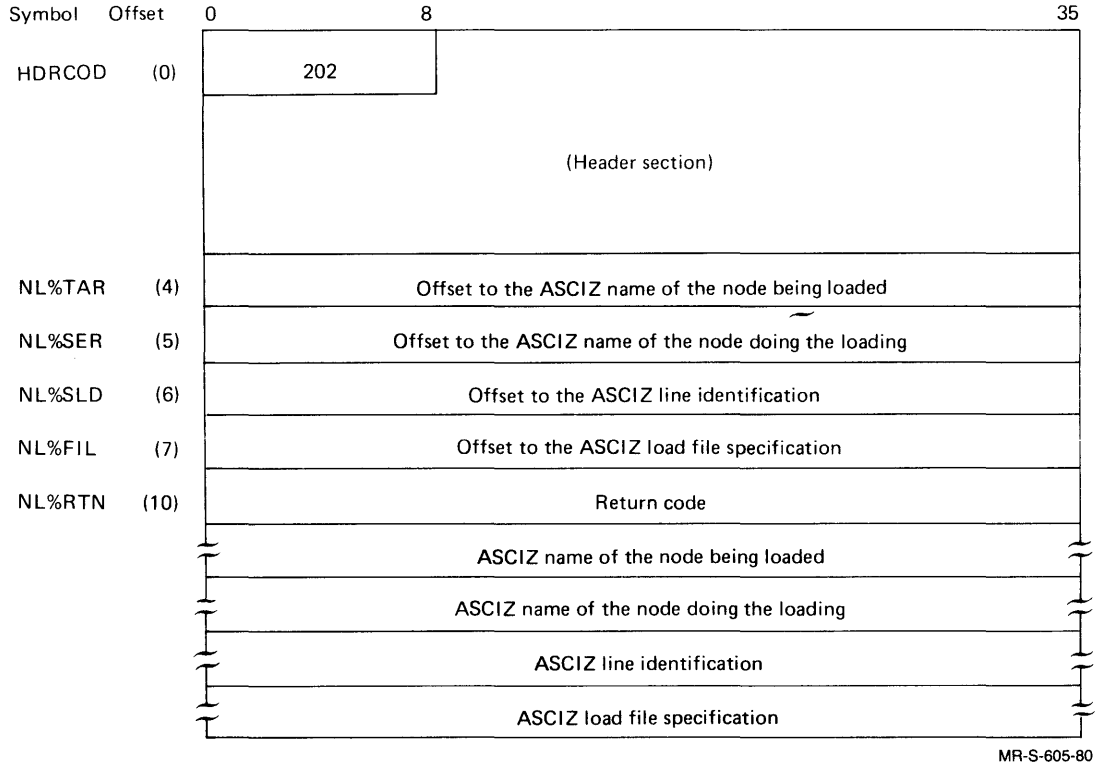 Symbol Offset 0 8 35
HDRCOD (0) 202
(Header section)
NL%TAR (4) Offset to the ASCIZ name of the node being loaded
NL%SER (5) Offset to the ASCIZ name of the node doing the loading
NL%SLD (6) Offset to the ASCIZ line identification
NL%FIL (7) Offset to the ASCIZ load file specification
NL%RTN (10) Return code
ASCIZ name of the node being loaded
ASCIZ name of the node doing the loading
ASCIZ line identification
ASCIZ load file specification
MR-S-605-80